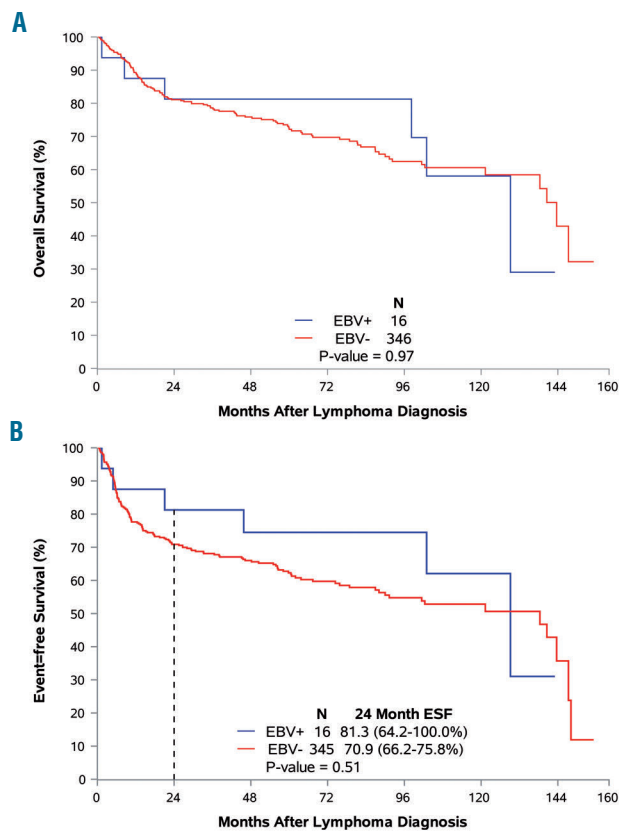 A
100
90
80
70
60
50
40
30
20
10
0
Overall Survival (%)
N
EBV+ 16
EBV- 346
P-value = 0.97
0 24 48 72 96 120 144 160
Months After Lymphoma Diagnosis
B
100
90
80
70
60
50
40
30
20
10
0
Event=free Survival (%)
N 24 Month ESF
EBV+ 16 81.3 (64.2-100.0%)
EBV- 345 70.9 (66.2-75.8%)
P-value = 0.51
0 24 48 72 96 120 144 160
Months After Lymphoma Diagnosis